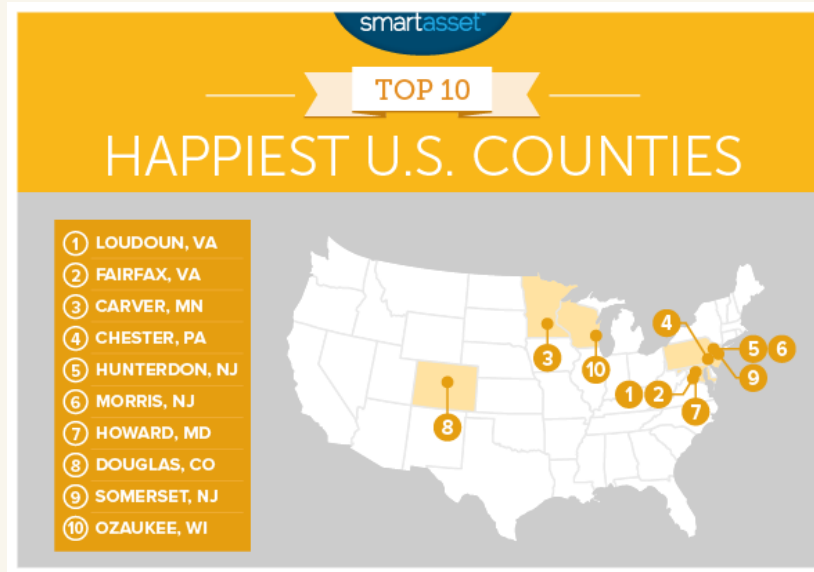 smartasset™
TOP 10
HAPPIEST U.S. COUNTIES
1 LOUDOUN, VA
2 FAIRFAX, VA
3 CARVER, MN
4 CHESTER, PA
5 HUNTERDON, NJ
6 MORRIS, NJ
7 HOWARD, MD
8 DOUGLAS, CO
9 SOMERSET, NJ
10 OZAUKEE, WI
4
5 6
3
10
9
1 2
7
8